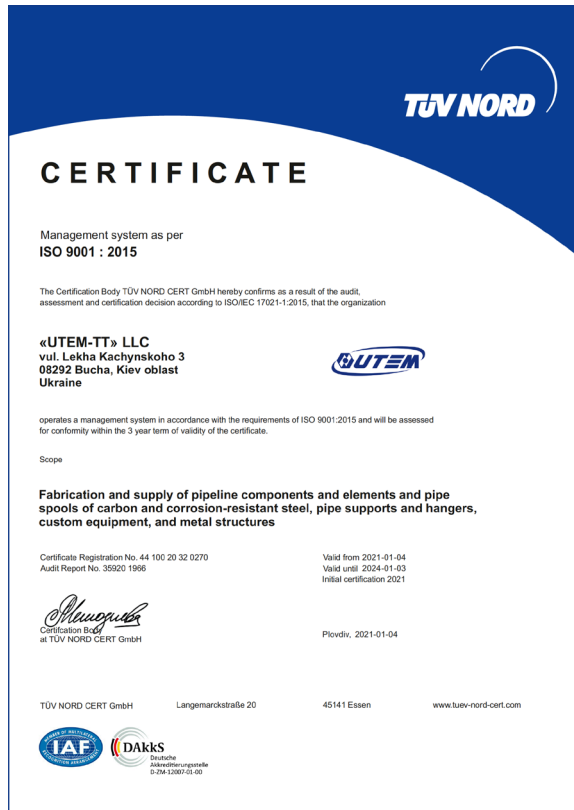 TÜV NORD
CERTIFICATE
Management system as per
ISO 9001 : 2015
The Certification Body TÜV NORD CERT GmbH hereby confirms as a result of the audit,
assessment and certification decision according to ISO/IEC 17021-1:2015, that the organization
«UTEM-TT» LLC
vul. Lekha Kachynskoho 3
08292 Bucha, Kiev oblast
Ukraine
UTEM
operates a management system in accordance with the requirements of ISO 9001:2015 and will be assessed
for conformity within the 3 year term of validity of the certificate.
Scope
Fabrication and supply of pipeline components and elements and pipe
spools of carbon and corrosion-resistant steel, pipe supports and hangers,
custom equipment, and metal structures
Certificate Registration No. 44 100 20 32 0270
Audit Report No. 35920 1966
Valid from 2021-01-04
Valid until 2024-01-03
Initial certification 2021
Certifcation Body
at TÜV NORD CERT GmbH
Plovdiv, 2021-01-04
TÜV NORD CERT GmbH Langemarckstraße 20 45141 Essen www.tuev-nord-cert.com
MEMBER OF MULTILATERAL
IAF
RECOGNITION ARRANGEMENT
DAkkS
Deutsche
Akkreditierungsstelle
D-ZM-12007-01-00